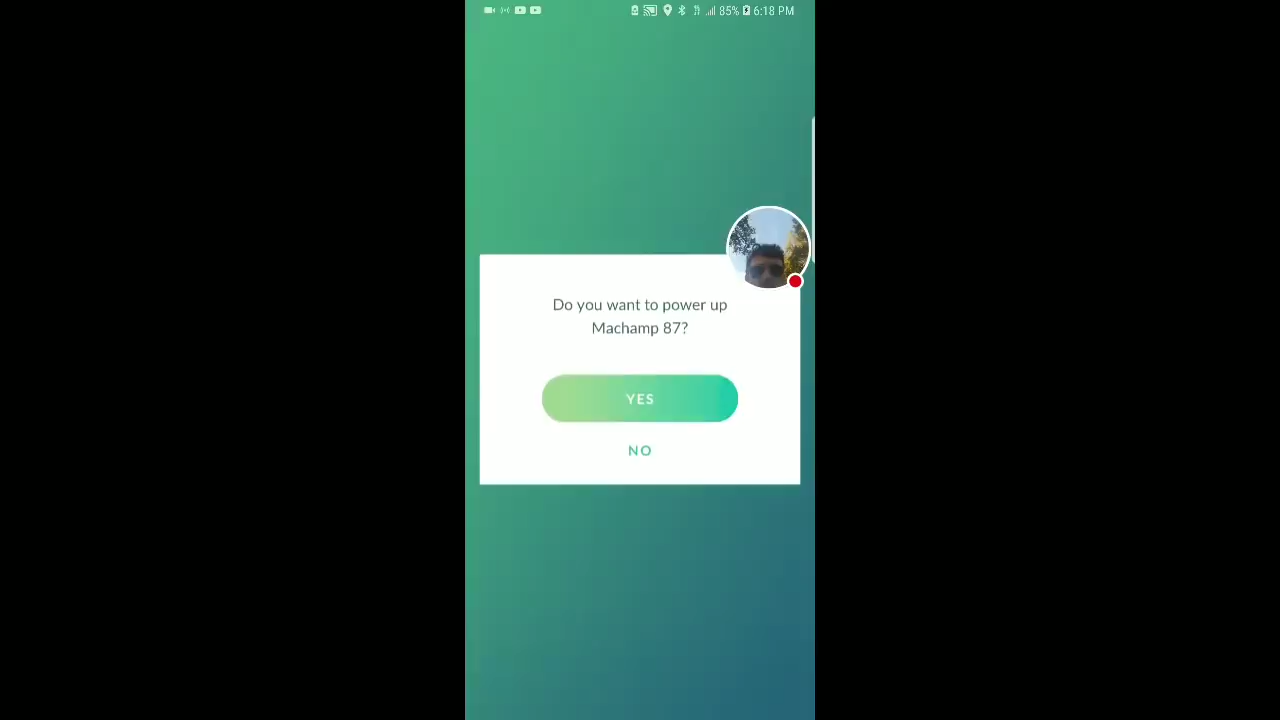 85% 6:18 PM
Do you want to power up
Machamp 87?
YES
NO